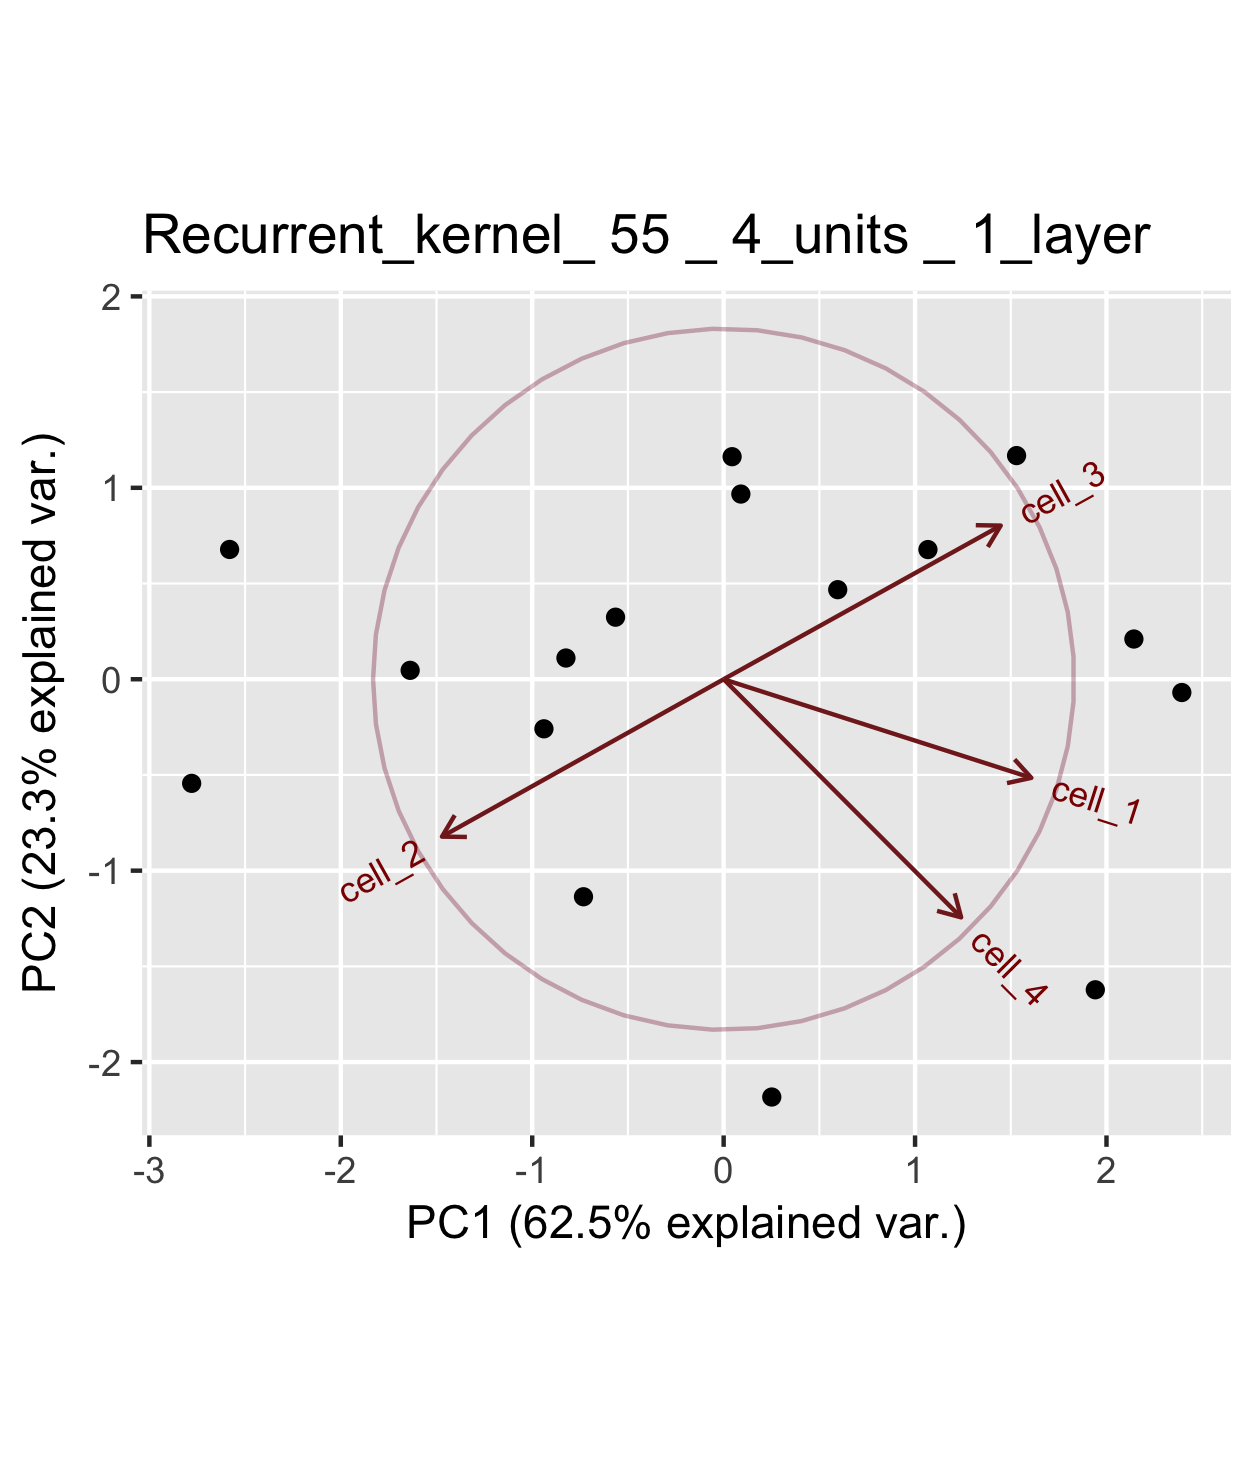 Recurrent_kernel_ 55 _ 4_units _ 1_layer
2
1
0
-1
-2
PC2 (23.3% explained var.)
cell_3
cell_1
cell_2
cell_4
-3 -2 -1 0 1 2
PC1 (62.5% explained var.)